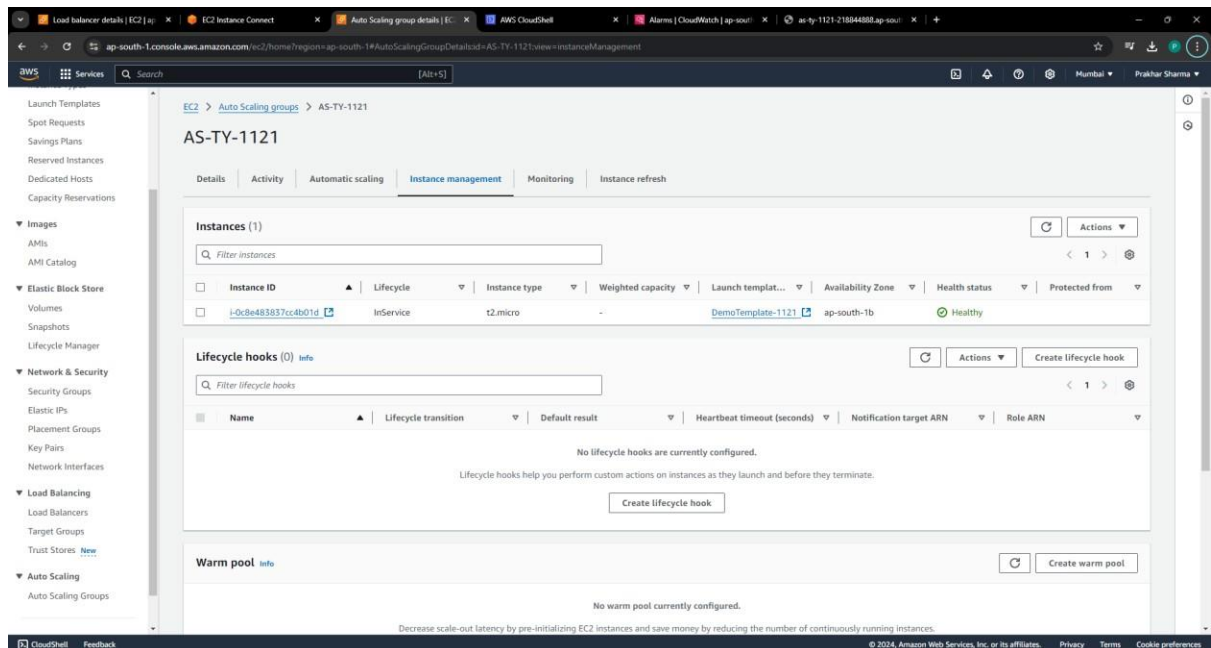 Load balancer details | EC2 | ap
EC2 Instance Connect
Auto Scaling group details | EC2
AWS CloudShell
Alarms | CloudWatch | ap-sout
as-ty-1121-218844888.ap-sout
ap-south-1.console.aws.amazon.com/ec2/home?region=ap-south-1#AutoScalingGroupDetails:id=AS-TY-1121;view=instanceManagement
aws Services Search [Alt+S] Mumbai Prakhar Sharma
Launch Templates
Spot Requests
Savings Plans
Reserved Instances
Dedicated Hosts
Capacity Reservations
Images
AMIs
AMI Catalog
Elastic Block Store
Volumes
Snapshots
Lifecycle Manager
Network & Security
Security Groups
Elastic IPs
Placement Groups
Key Pairs
Network Interfaces
Load Balancing
Load Balancers
Target Groups
Trust Stores New
Auto Scaling
Auto Scaling Groups
EC2 > Auto Scaling groups > AS-TY-1121
AS-TY-1121
Details Activity Automatic scaling Instance management Monitoring Instance refresh
Instances (1) Actions
Filter instances 1
Instance ID Lifecycle Instance type Weighted capacity Launch templat... Availability Zone Health status Protected from
i-0c8e483837cc4b01d InService t2.micro - DemoTemplate-1121 ap-south-1b Healthy
Lifecycle hooks (0) Info Actions Create lifecycle hook
Filter lifecycle hooks 1
Name Lifecycle transition Default result Heartbeat timeout (seconds) Notification target ARN Role ARN
No lifecycle hooks are currently configured.
Lifecycle hooks help you perform custom actions on instances as they launch and before they terminate.
Create lifecycle hook
Warm pool Info Create warm pool
No warm pool currently configured.
Decrease scale-out latency by pre-initializing EC2 instances and save money by reducing the number of continuously running instances.
CloudShell Feedback © 2024, Amazon Web Services, Inc. or its affiliates. Privacy Terms Cookie preferences